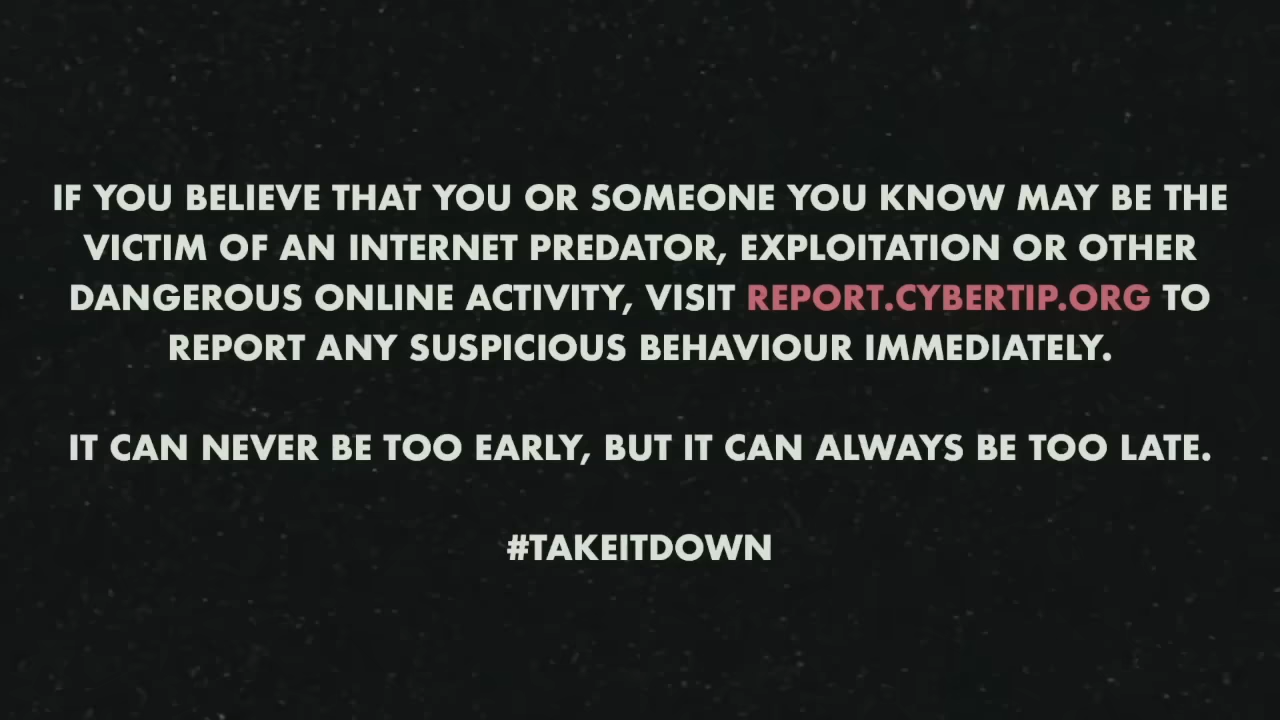 IF YOU BELIEVE THAT YOU OR SOMEONE YOU KNOW MAY BE THE
VICTIM OF AN INTERNET PREDATOR, EXPLOITATION OR OTHER
DANGEROUS ONLINE ACTIVITY, VISIT REPORT.CYBERTIP.ORG TO
REPORT ANY SUSPICIOUS BEHAVIOUR IMMEDIATELY.
IT CAN NEVER BE TOO EARLY, BUT IT CAN ALWAYS BE TOO LATE.
#TAKEITDOWN